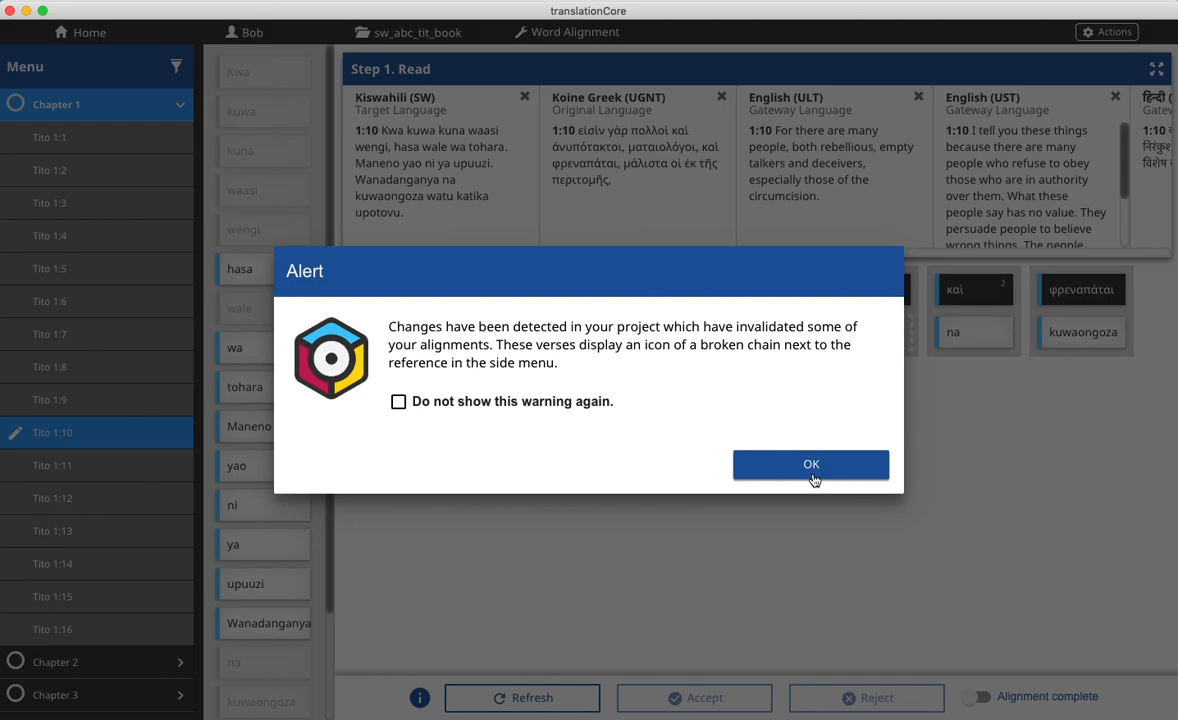 translationCore
Home
Bob
sw_abc_tit_book
Word Alignment
Actions
Menu
Chapter 1
Tito 1:1
Tito 1:2
Tito 1:3
Tito 1:4
Tito 1:5
Tito 1:6
Tito 1:7
Tito 1:8
Tito 1:9
Tito 1:10
Tito 1:11
Tito 1:12
Tito 1:13
Tito 1:14
Tito 1:15
Tito 1:16
Chapter 2
Chapter 3
Kwa
kuwa
kuna
waasi
wengi
hasa
wale
wa
tohara
Maneno
yao
ni
ya
upuuzi
Wanadanganya
na
kuwaongoza
Step 1. Read
Kiswahili (SW)
Target Language
1:10 Kwa kuwa kuna waasi
wengi, hasa wale wa tohara.
Maneno yao ni ya upuuzi.
Wanadanganya na
kuwaongoza watu katika
upotovu.
Koine Greek (UGNT)
Original Language
1:10 εἰσὶν γὰρ πολλοὶ καὶ
ἀνυπότακτοι, ματαιολόγοι, καὶ
φρεναπάται, μάλιστα οἱ ἐκ τῆς
περιτομῆς,
English (ULT)
Gateway Language
1:10 For there are many
people, both rebellious, empty
talkers and deceivers,
especially those of the
circumcision.
English (UST)
Gateway Language
1:10 I tell you these things
because there are many
people who refuse to obey
those who are in authority
over them. What these
people say has no value. They
persuade people to believe
wrong things. The people
हिन्दी (
Gatew
1:10
निरंकुश
विशेष
καὶ 2
na
φρεναπάται
kuwaongoza
Alert
Changes have been detected in your project which have invalidated some of
your alignments. These verses display an icon of a broken chain next to the
reference in the side menu.
Do not show this warning again.
OK
Refresh
Accept
Reject
Alignment complete